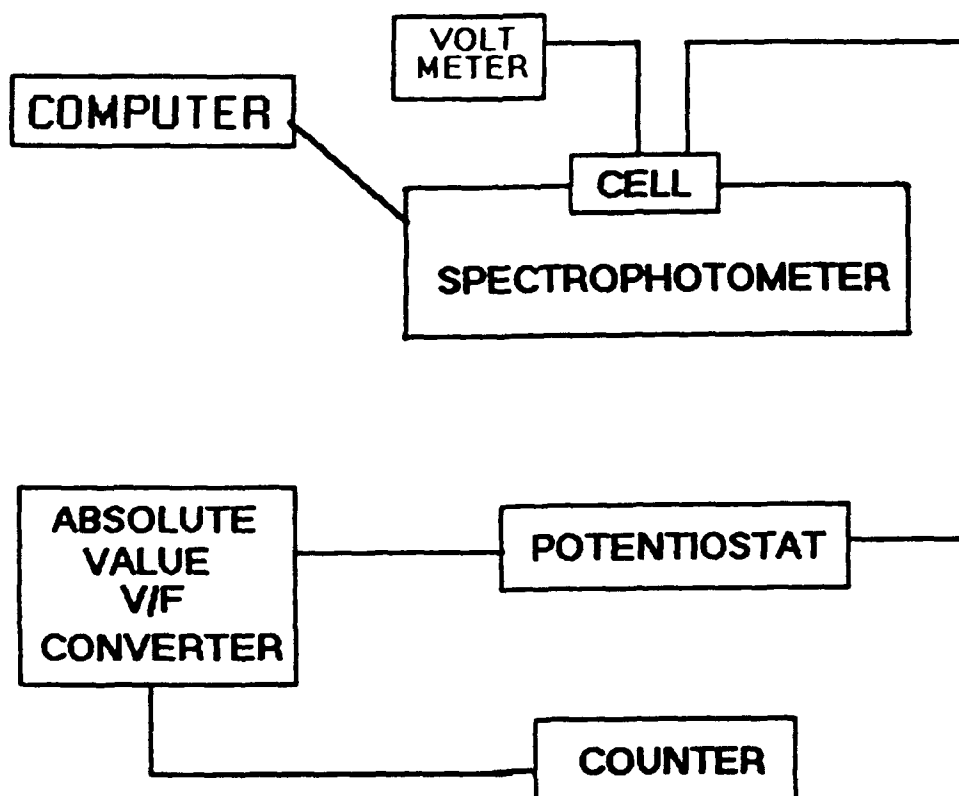 VOLT
METER
COMPUTER
CELL
SPECTROPHOTOMETER
ABSOLUTE
VALUE
V/F
CONVERTER
POTENTIOSTAT
COUNTER